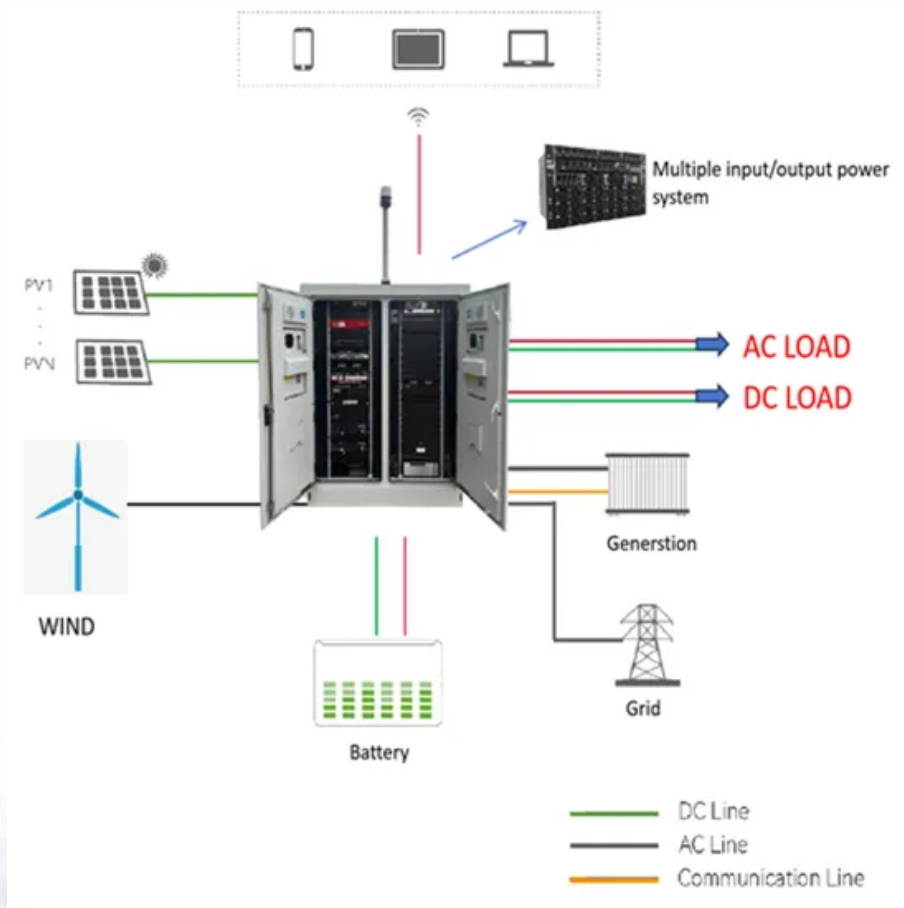 Multiple input/output power
system
PV1
PVN
AC LOAD
DC LOAD
Generstion
WIND
Grid
Battery
DC Line
AC Line
Communication Line